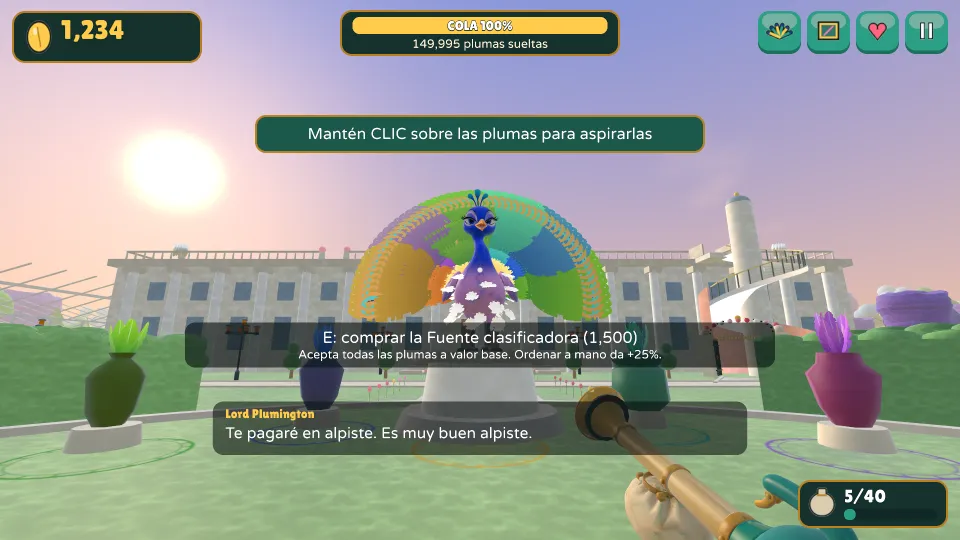 1,234
COLA 100%
149,995 plumas sueltas
Mantén CLIC sobre las plumas para aspirarlas
E: comprar la Fuente clasificadora (1,500)
Acepta todas las plumas a valor base. Ordenar a mano da +25%.
Lord Plumington
Te pagaré en alpiste. Es muy buen alpiste.
5/40